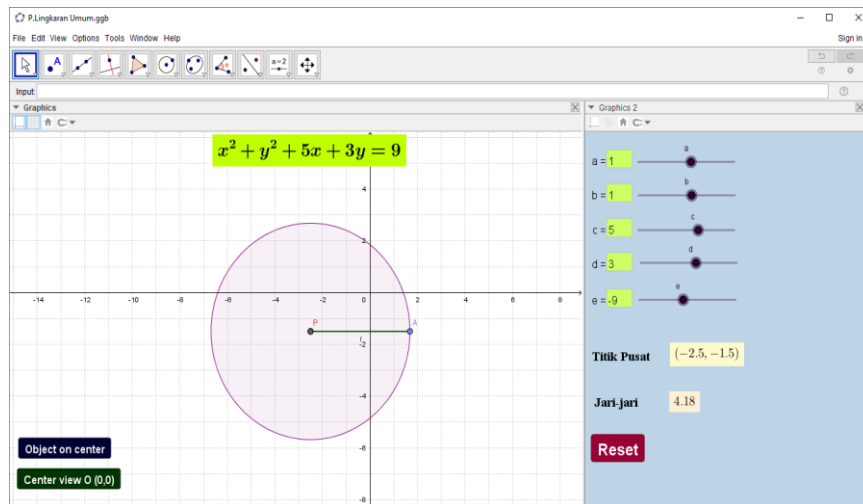 P.Lingkaran Umum.ggb
File Edit View Options Tools Window Help
Sign in
A
a=2
Input:
Graphics
Graphics 2
x² + y² + 5x + 3y = 9
4
2
-14 -12 -10 -8 -6 -4 -2 0 2 4 6 8
P
A
r
-2
-4
-6
-8
Object on center
Center view O (0,0)
a
a = 1
b
b = 1
c
c = 5
d
d = 3
e
e = -9
Titik Pusat (−2.5, −1.5)
Jari-jari 4.18
Reset